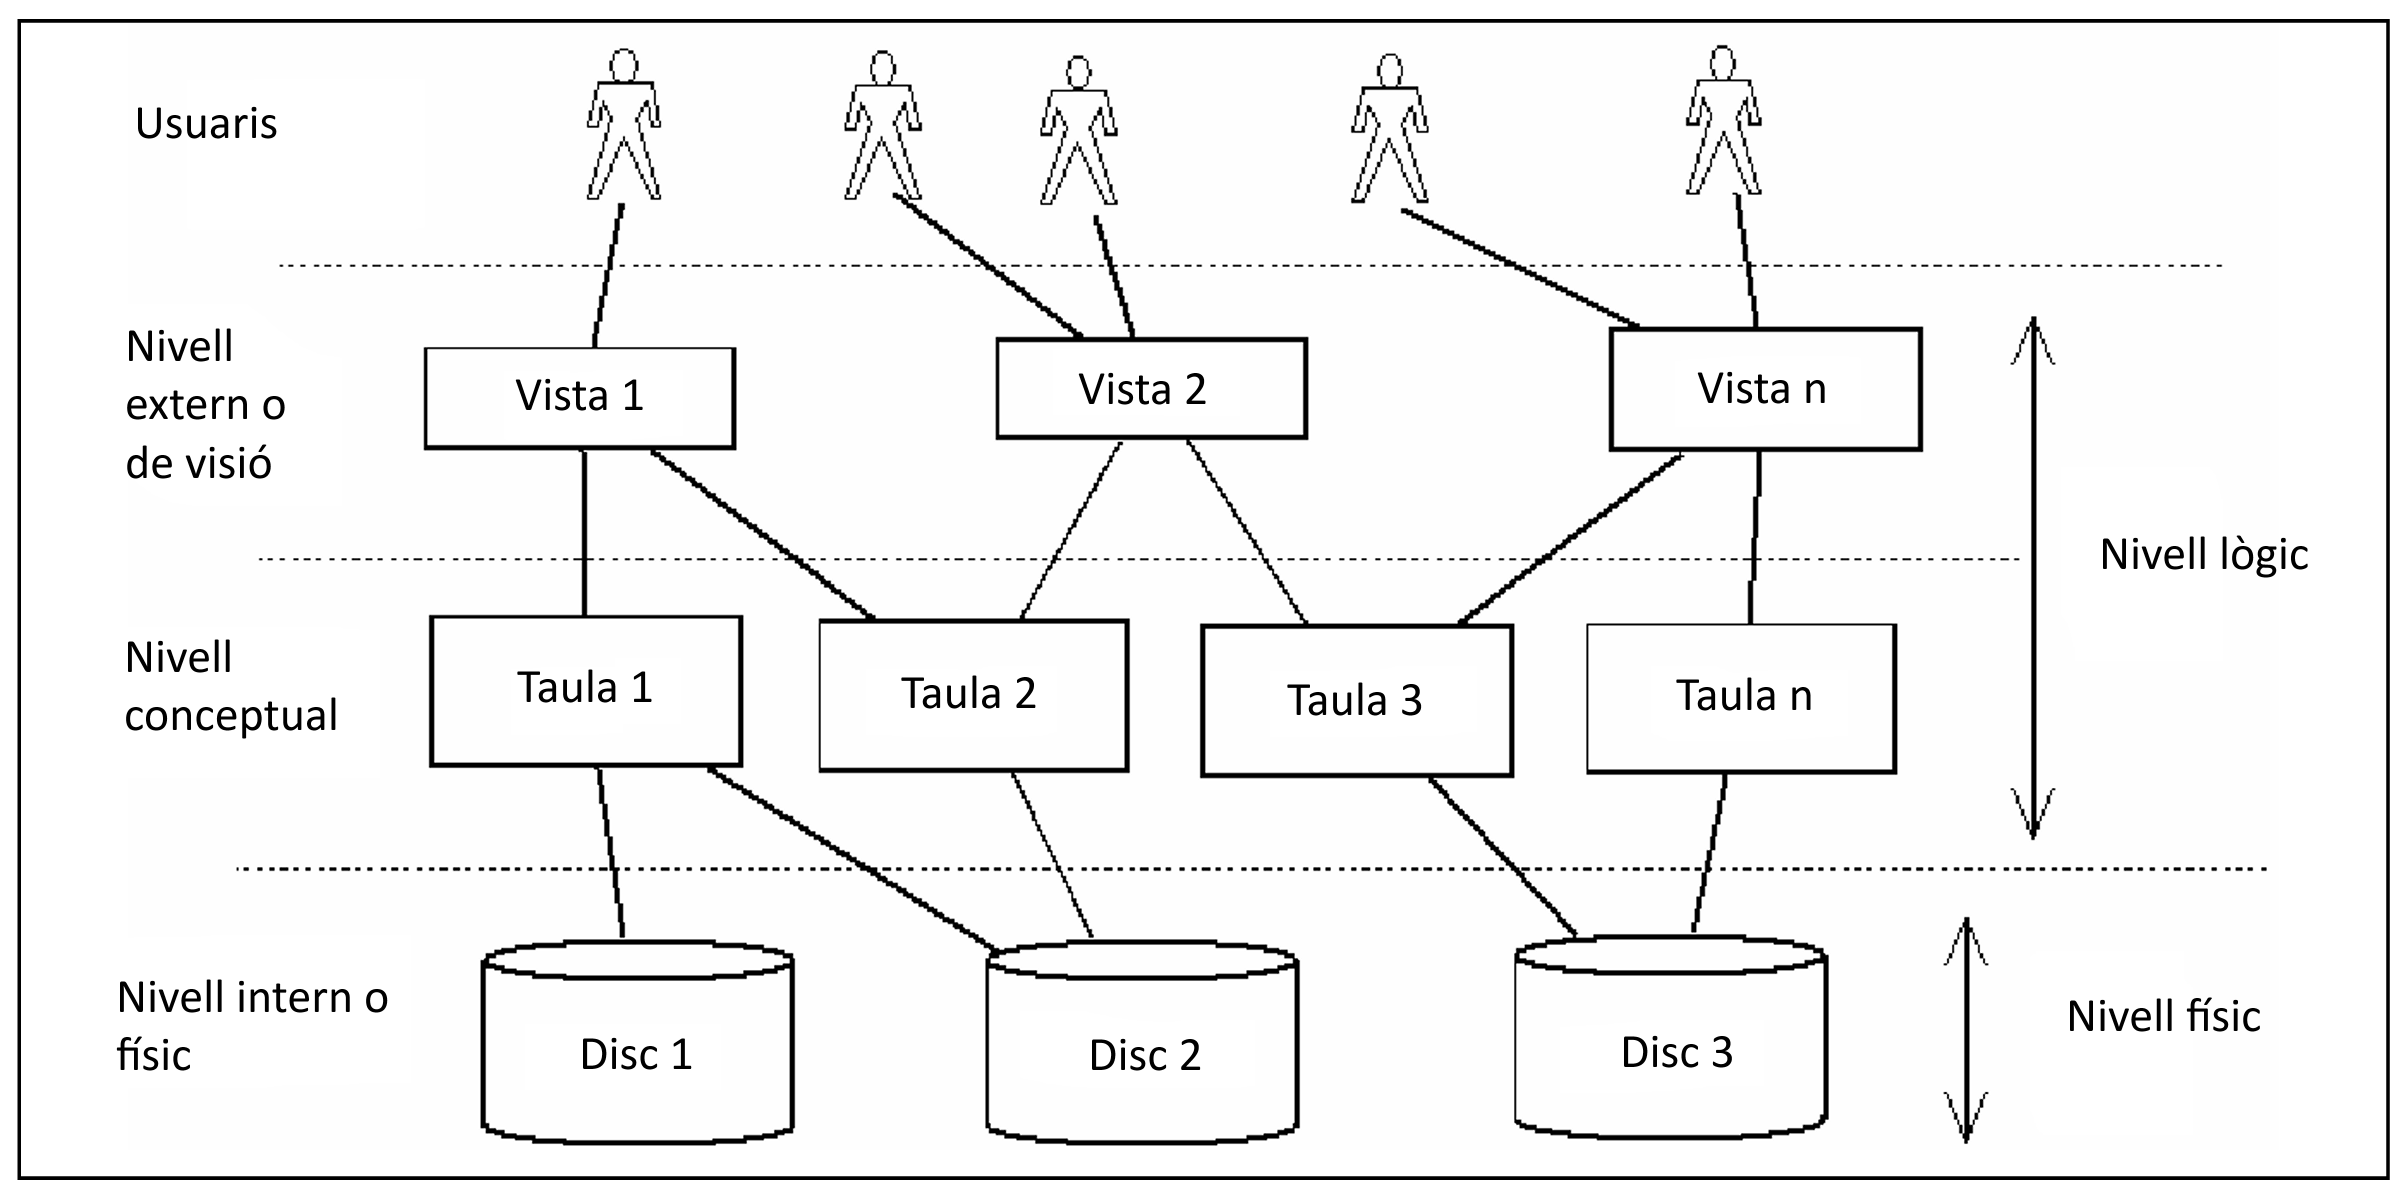 Usuaris
Nivell
extern o
de visió
Vista 1
Vista 2
Vista n
Nivell lògic
Nivell
conceptual
Taula 1
Taula 2
Taula 3
Taula n
Nivell intern o
físic
Disc 1
Disc 2
Disc 3
Nivell físic